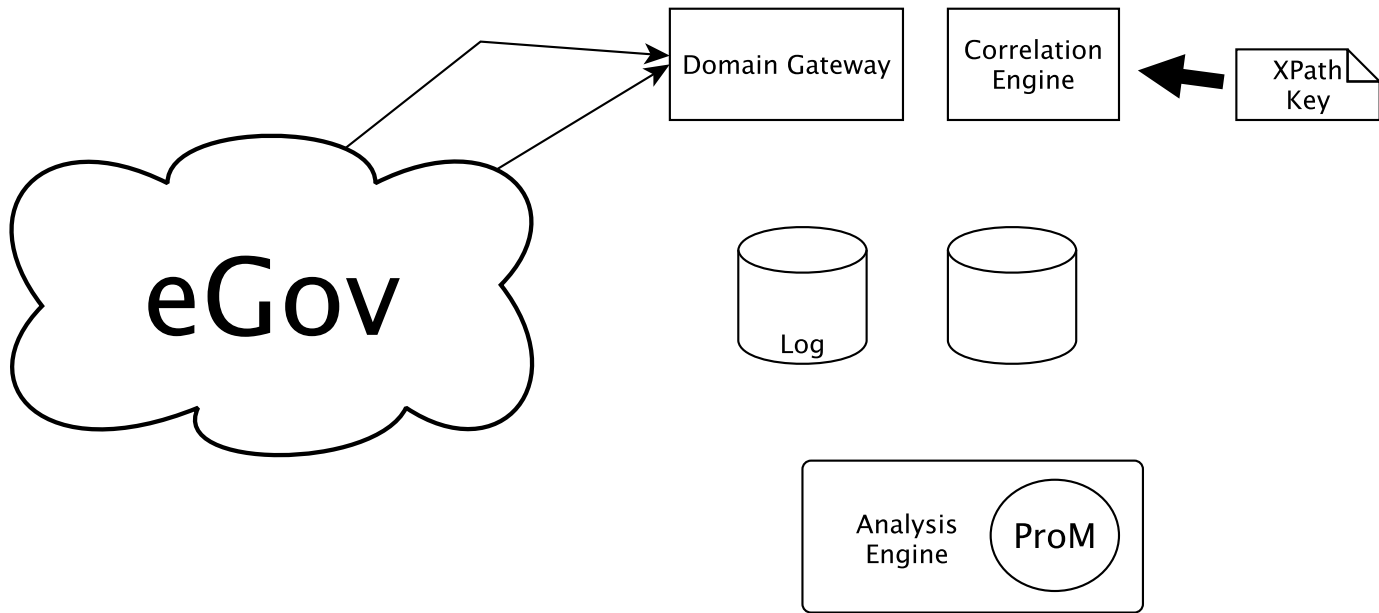 Domain Gateway
Correlation
Engine
XPath
Key
eGov
Log
Analysis
Engine
ProM